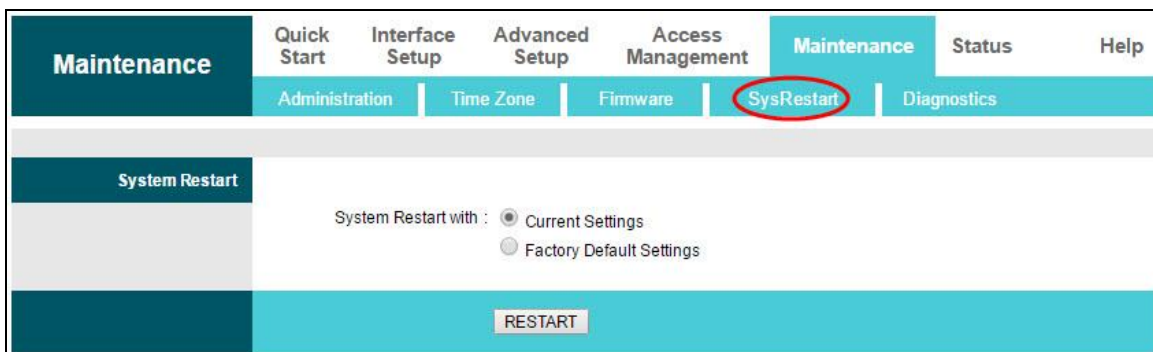 Maintenance
Quick Start
Interface Setup
Advanced Setup
Access Management
Maintenance
Status
Help
Administration
Time Zone
Firmware
SysRestart
Diagnostics
System Restart
System Restart with : Current Settings
Factory Default Settings
RESTART